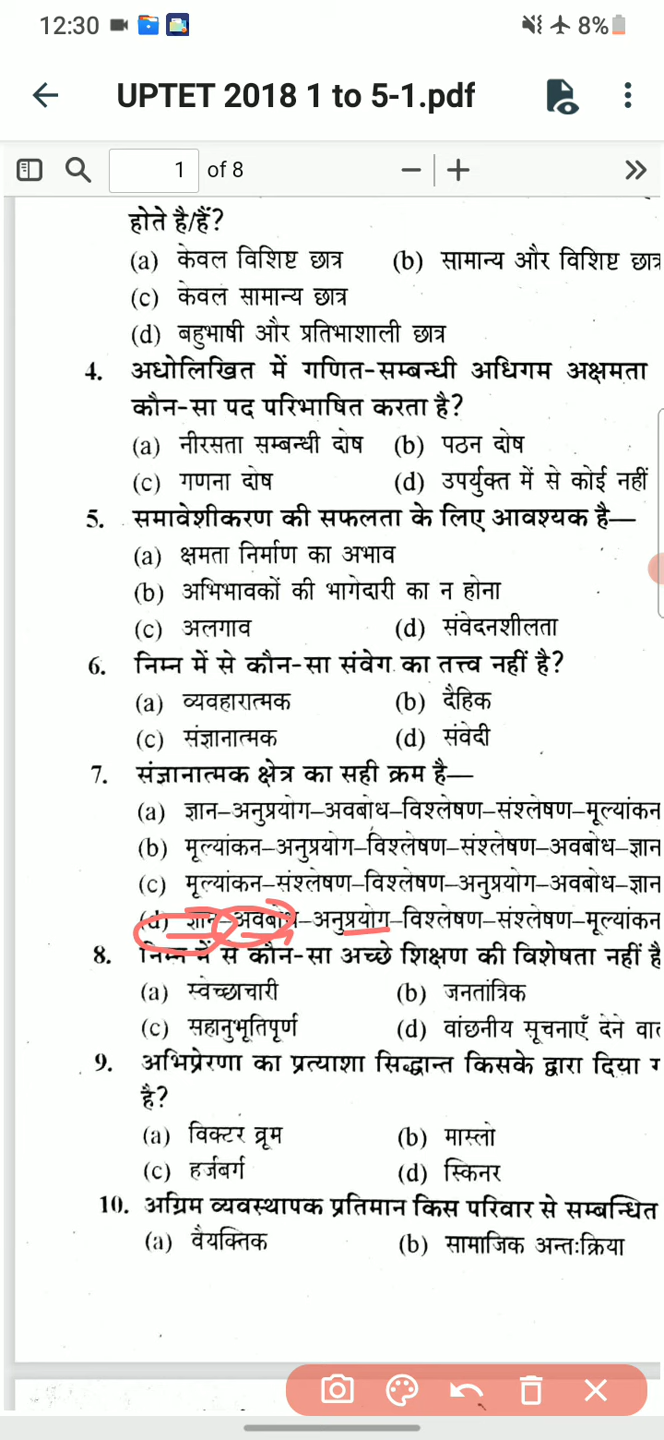 12:30
8%
UPTET 2018 1 to 5-1.pdf
1 of 8
होते है/हैं?
(a) केवल विशिष्ट छात्र (b) सामान्य और विशिष्ट छात्र
(c) केवल सामान्य छात्र
(d) बहुभाषी और प्रतिभाशाली छात्र
4. अधोलिखित में गणित-सम्बन्धी अधिगम अक्षमता
कौन-सा पद परिभाषित करता है?
(a) नीरसता सम्बन्धी दोष (b) पठन दोष
(c) गणना दोष (d) उपर्युक्त में से कोई नहीं
5. समावेशीकरण की सफलता के लिए आवश्यक है—
(a) क्षमता निर्माण का अभाव
(b) अभिभावकों की भागेदारी का न होना
(c) अलगाव (d) संवेदनशीलता
6. निम्न में से कौन-सा संवेग का तत्त्व नहीं है?
(a) व्यवहारात्मक (b) दैहिक
(c) संज्ञानात्मक (d) संवेदी
7. संज्ञानात्मक क्षेत्र का सही क्रम है—
(a) ज्ञान–अनुप्रयोग–अवबोध–विश्लेषण–संश्लेषण–मूल्यांकन
(b) मूल्यांकन–अनुप्रयोग–विश्लेषण–संश्लेषण–अवबोध–ज्ञान
(c) मूल्यांकन–संश्लेषण–विश्लेषण–अनुप्रयोग–अवबोध–ज्ञान
(d) ज्ञान–अवबोध–अनुप्रयोग–विश्लेषण–संश्लेषण–मूल्यांकन
8. निम्न में से कौन-सा अच्छे शिक्षण की विशेषता नहीं है
(a) स्वेच्छाचारी (b) जनतांत्रिक
(c) सहानुभूतिपूर्ण (d) वांछनीय सूचनाएँ देने
9. अभिप्रेरणा का प्रत्याशा सिद्धान्त किसके द्वारा दिया
है?
(a) विक्टर व्रूम (b) मास्लो
(c) हर्जबर्ग (d) स्किनर
10. अग्रिम व्यवस्थापक प्रतिमान किस परिवार से सम्बन्धित
(a) वैयक्तिक (b) सामाजिक अन्तःक्रिया